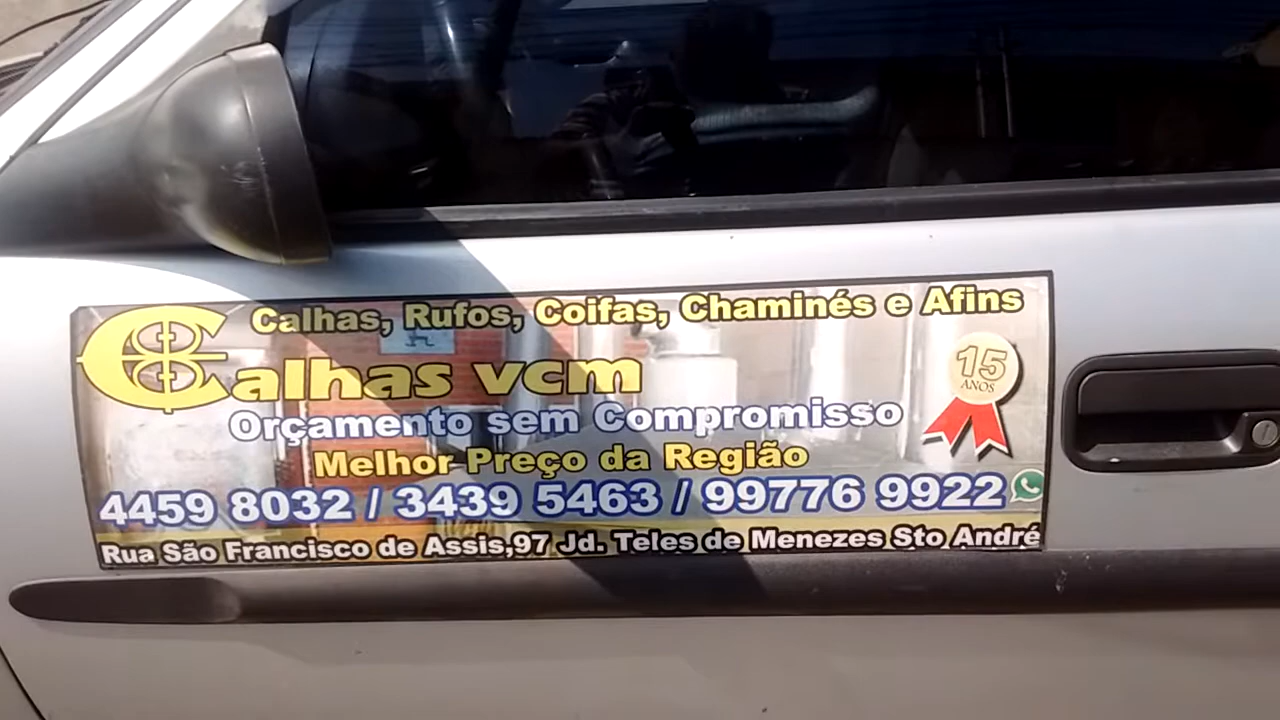 Calhas, Rufos, Coifas, Chaminés e Afins
Calhas vcm
15
ANOS
Orçamento sem Compromisso
Melhor Preço da Região
4459 8032 / 3439 5463 / 99776 9922
Rua São Francisco de Assis,97 Jd. Teles de Menezes Sto André